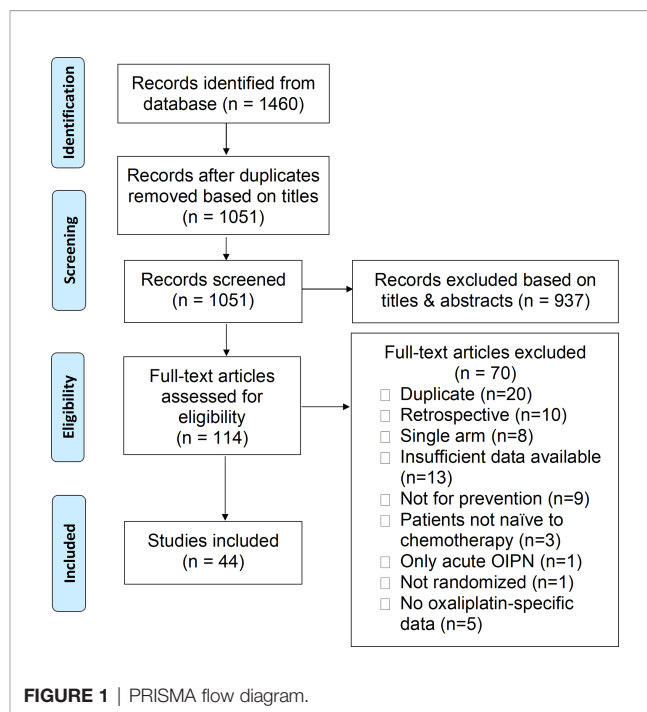 Identification
Records identified from
database (n = 1460)
Records after duplicates
removed based on titles
(n = 1051)
Screening
Records screened
(n = 1051)
Records excluded based on
titles & abstracts (n = 937)
Eligibility
Full-text articles
assessed for
eligibility
(n = 114)
Full-text articles excluded
(n = 70)
Duplicate (n=20)
Retrospective (n=10)
Single arm (n=8)
Insufficient data available
(n=13)
Not for prevention (n=9)
Patients not naïve to
chemotherapy (n=3)
Only acute OIPN (n=1)
Not randomized (n=1)
No oxaliplatin-specific
data (n=5)
Included
Studies included
(n = 44)
FIGURE 1 | PRISMA flow diagram.